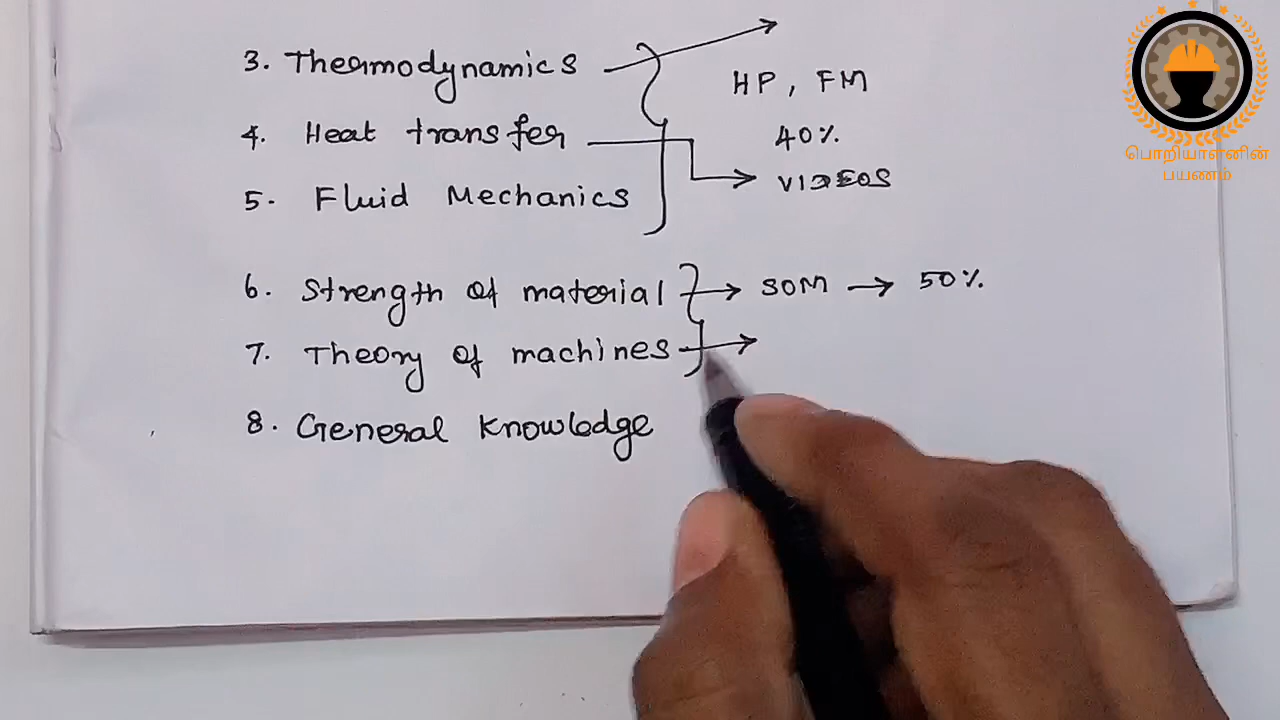 3. Thermodynamics
HP, FM
4. Heat transfer
40%
VIDEOS
5. Fluid Mechanics
6. Strength of material → SOM → 50%
7. Theory of machines →
8. General Knowledge
பொறியாளனின்
பயணம்